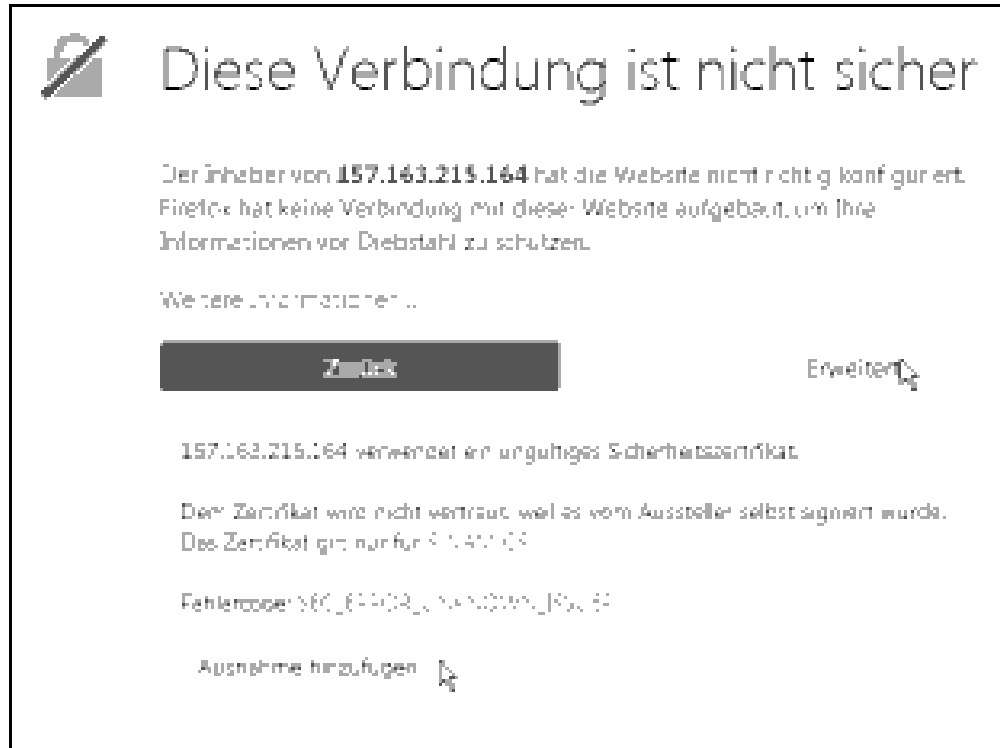 Diese Verbindung ist nicht sicher
Der Inhaber von 157.163.215.164 hat die Website nicht richtig konfiguriert.
Firefox hat keine Verbindung mit dieser Website aufgebaut, um Ihre
Informationen vor Diebstahl zu schützen.
Weitere Informationen...
Zurück
Erweitert
157.163.215.164 verwendet ein ungültiges Sicherheitszertifikat.
Dem Zertifikat wird nicht vertraut, weil es vom Aussteller selbst signiert wurde.
Das Zertifikat gilt nur für
Fehlercode:
Ausnahme hinzufügen